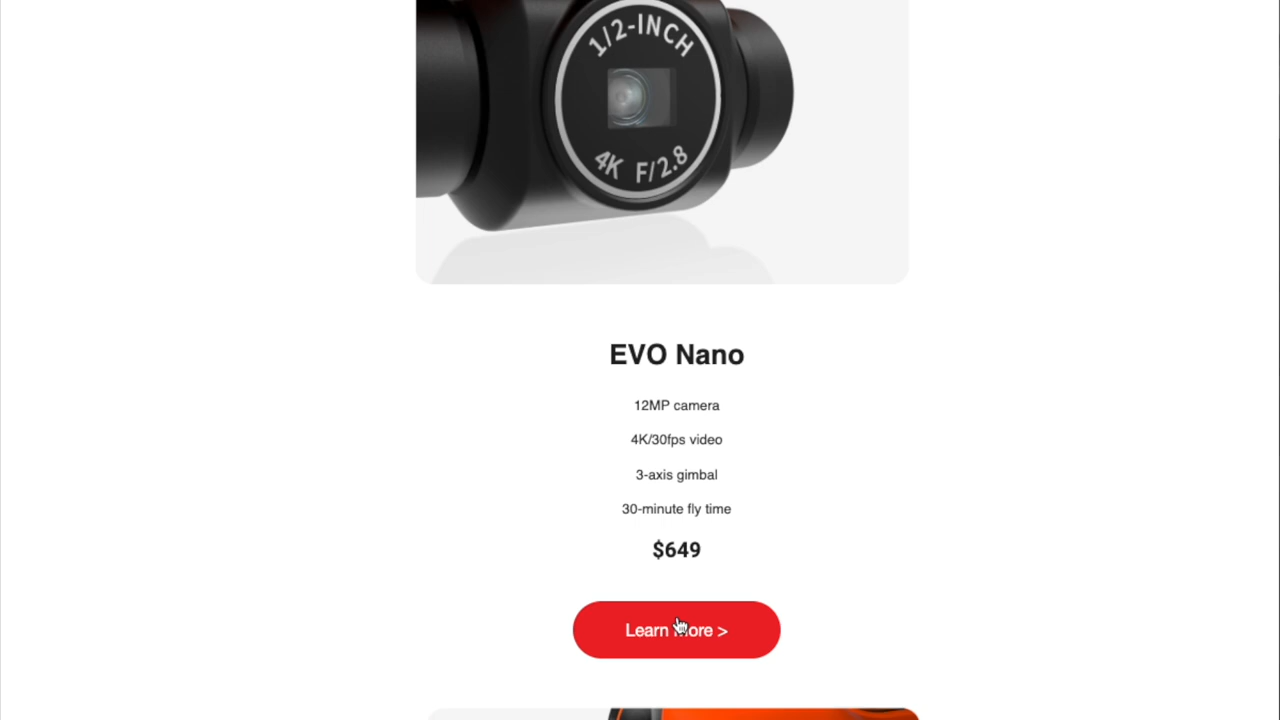 1/2-INCH
4K F/2.8
EVO Nano
12MP camera
4K/30fps video
3-axis gimbal
30-minute fly time
$649
Learn More >